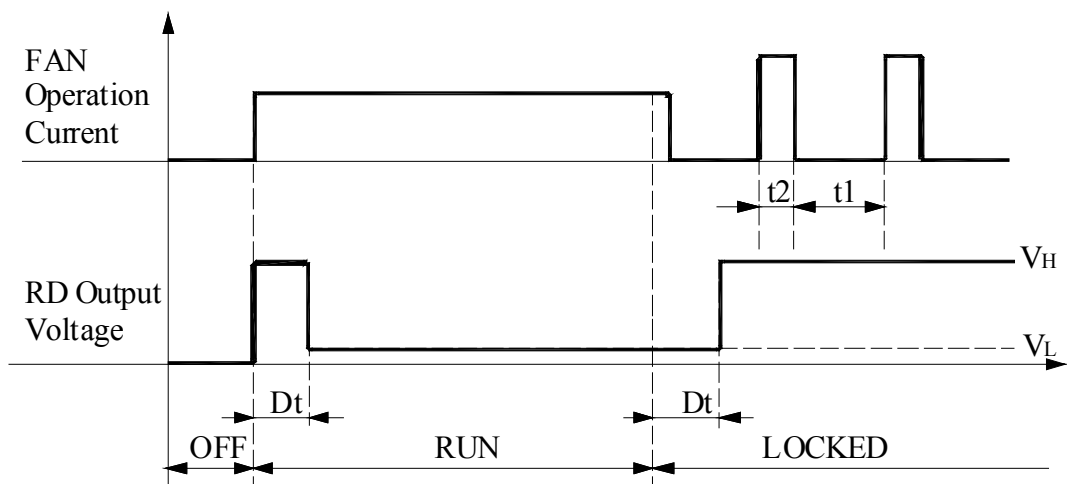 FAN
Operation
Current
t2
t1
VH
RD Output
Voltage
VL
Dt
Dt
OFF
RUN
LOCKED